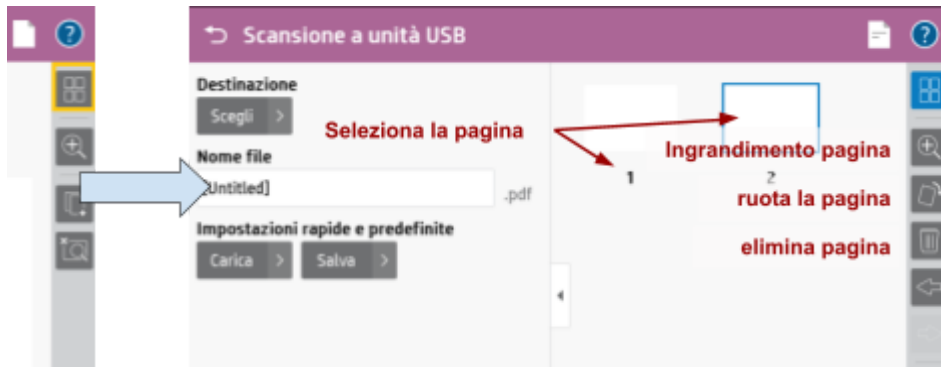 Scansione a unità USB
Destinazione
Scegli
Seleziona la pagina
Nome file
[Untitled]
.pdf
Impostazioni rapide e predefinite
Carica
Salva
Ingrandimento pagina
1
2
ruota la pagina
elimina pagina